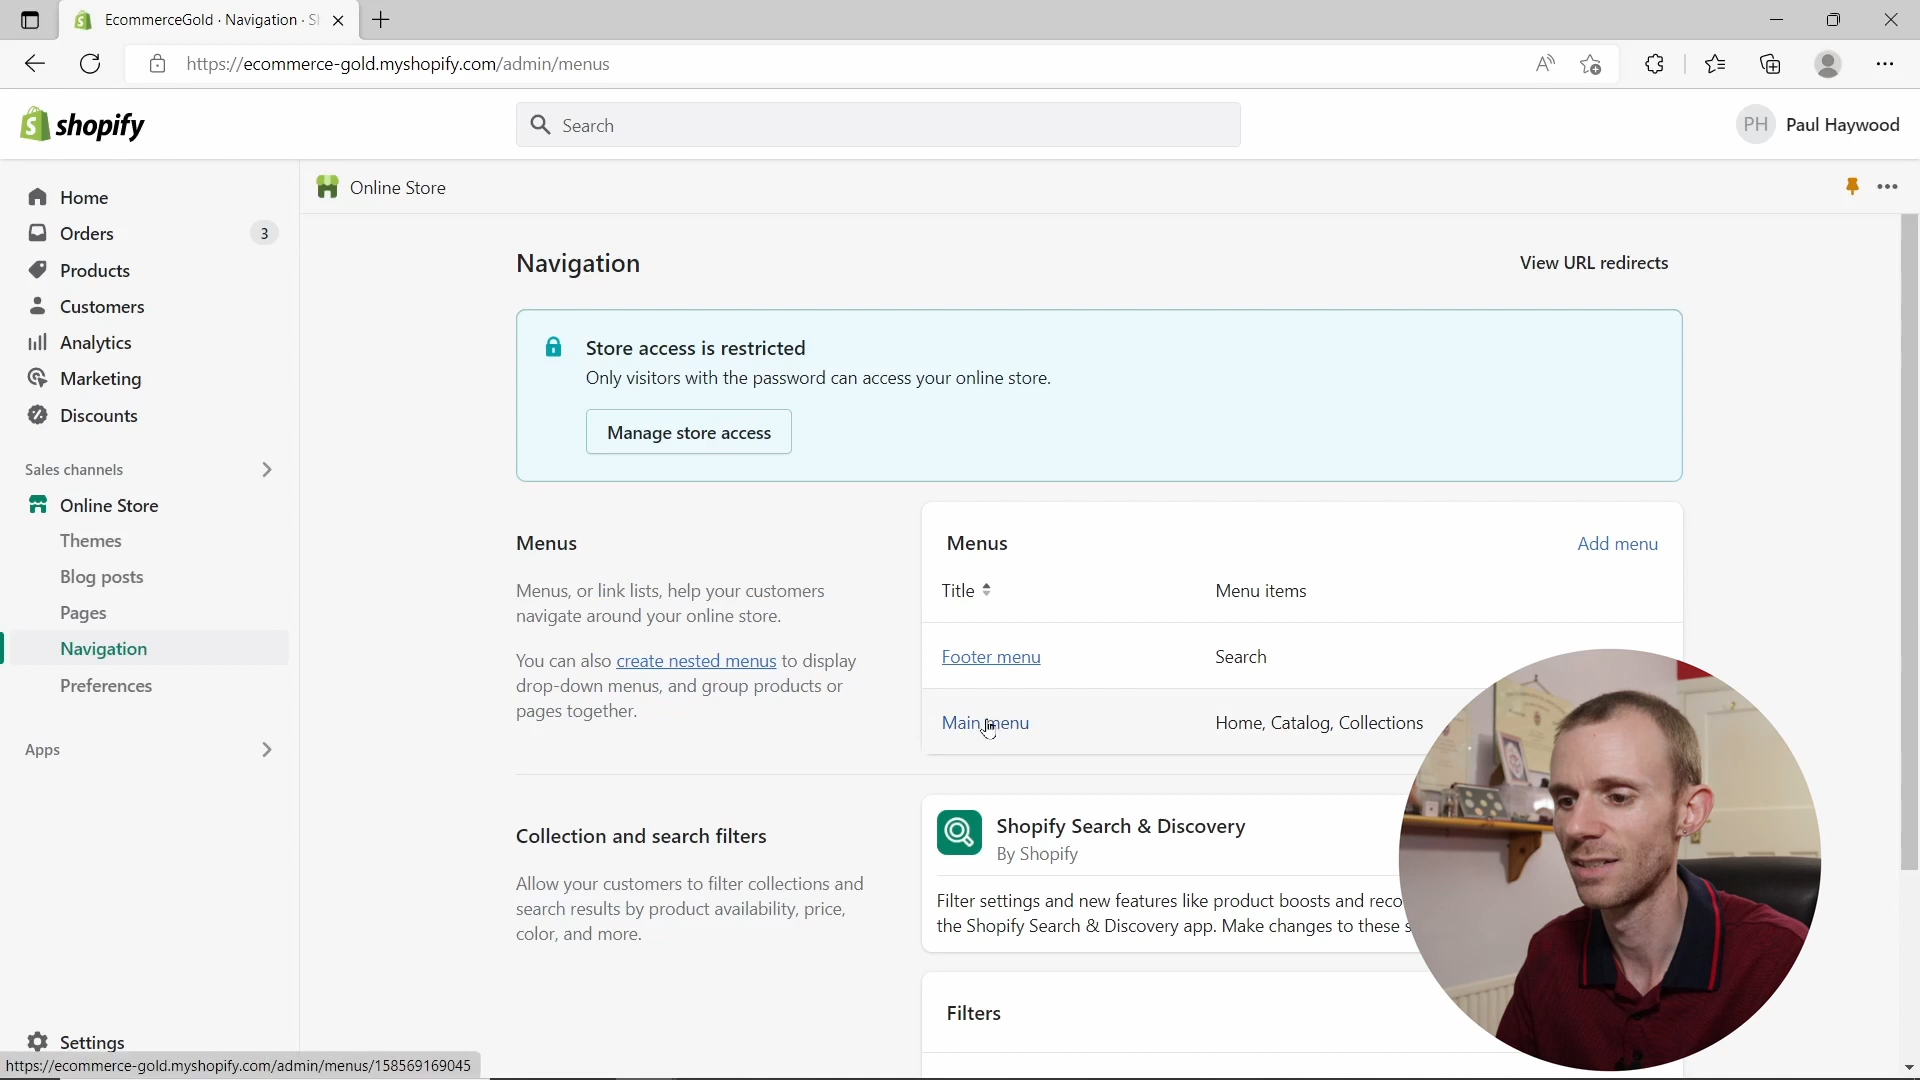 EcommerceGold · Navigation · S
https://ecommerce-gold.myshopify.com/admin/menus
shopify
Search
PH Paul Haywood
Home
Orders 3
Products
Customers
Analytics
Marketing
Discounts
Sales channels
Online Store
Themes
Blog posts
Pages
Navigation
Preferences
Apps
Settings
https://ecommerce-gold.myshopify.com/admin/menus/158569169045
Online Store
Navigation
View URL redirects
Store access is restricted
Only visitors with the password can access your online store.
Manage store access
Menus
Menus, or link lists, help your customers
navigate around your online store.
You can also create nested menus to display
drop-down menus, and group products or
pages together.
Menus Add menu
Title Menu items
Footer menu Search
Main menu Home, Catalog, Collections
Collection and search filters
Allow your customers to filter collections and
search results by product availability, price,
color, and more.
Shopify Search & Discovery
By Shopify
Filter settings and new features like product boosts and reco
the Shopify Search & Discovery app. Make changes to these s
Filters